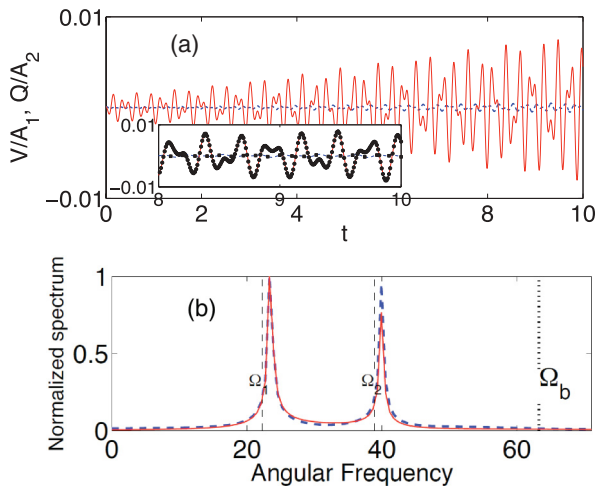 0.01
(a)
V/A1, Q/A2
0.01
−0.01
8
9
10
−0.01
0
2
4
6
8
10
t
1
(b)
Normalized spectrum
0.5
Ω
Ω2
Ωb
0
0
20
40
60
Angular Frequency